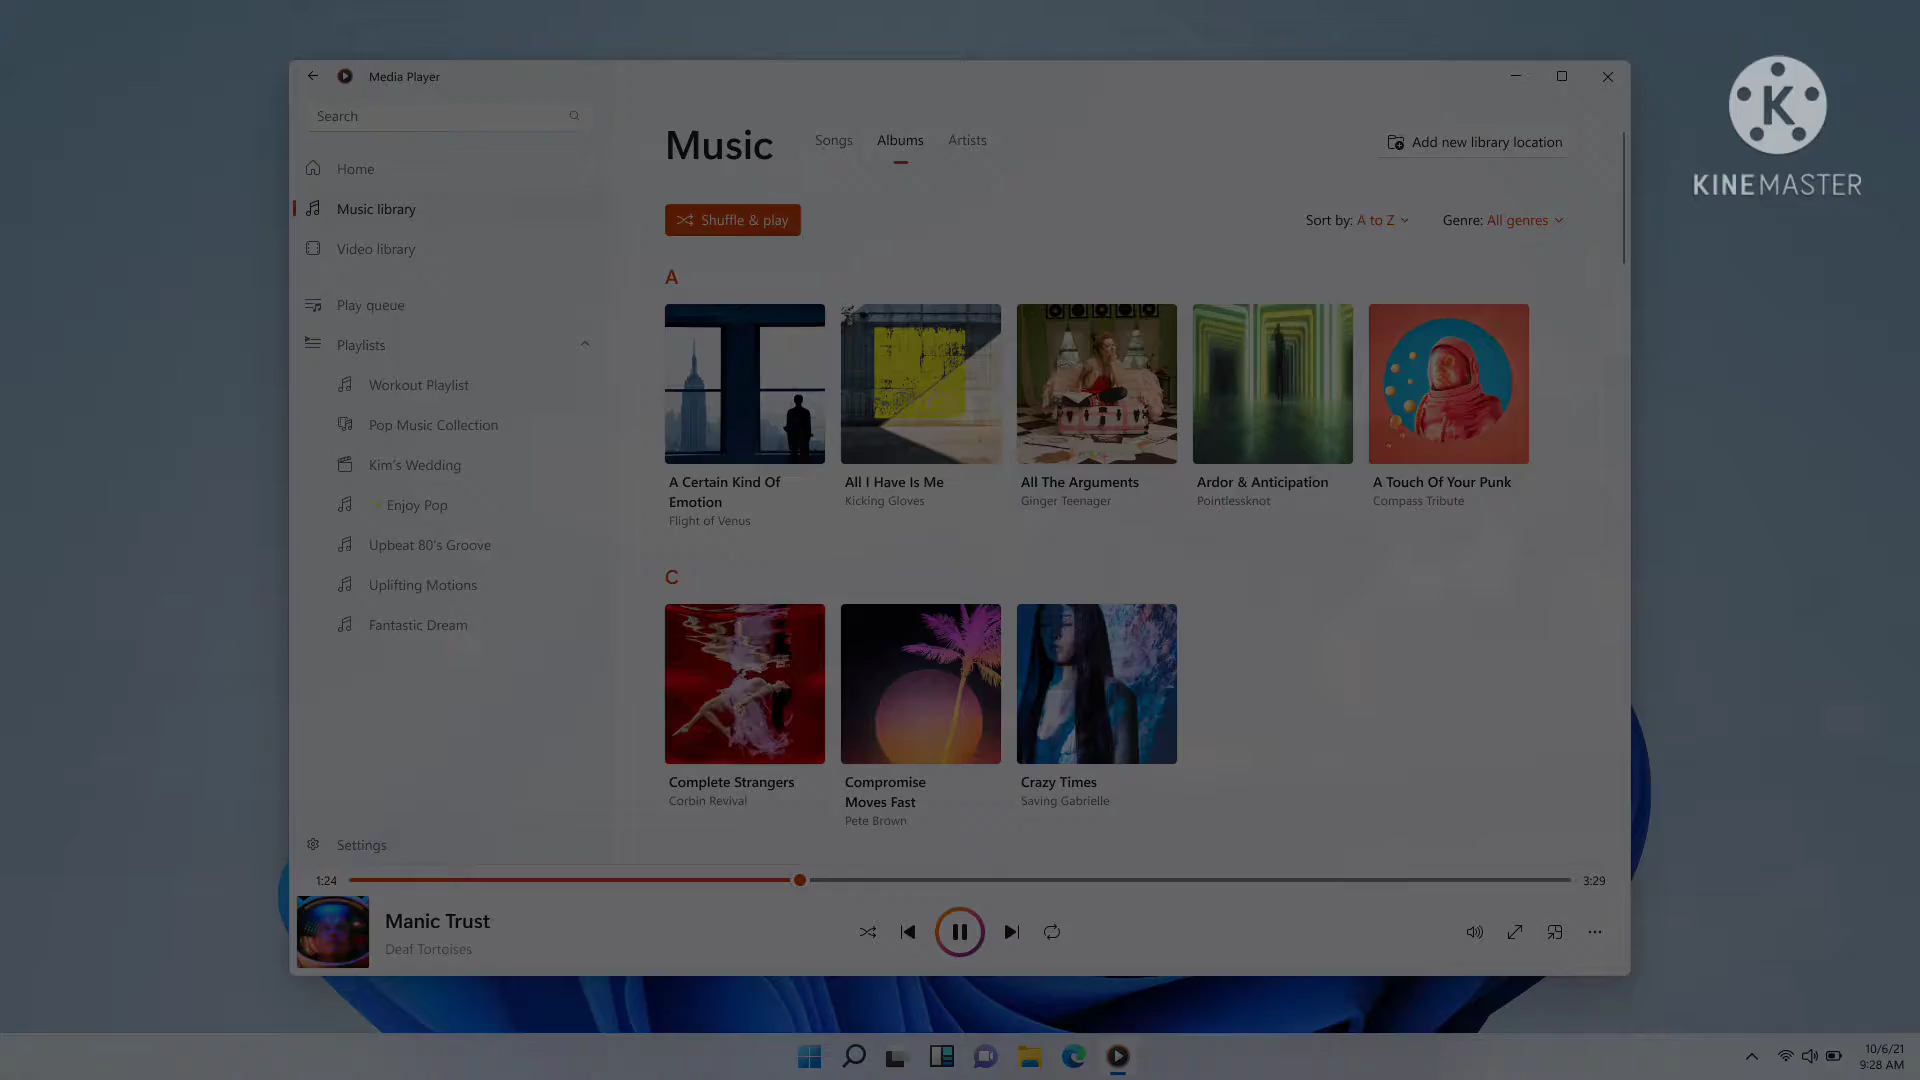 Media Player
Search
Home
Music library
Video library
Play queue
Playlists
Workout Playlist
Pop Music Collection
Kim's Wedding
Enjoy Pop
Upbeat 80's Groove
Uplifting Motions
Fantastic Dream
Settings
Music
Songs
Albums
Artists
Add new library location
Shuffle & play
Sort by: A to Z
Genre: All genres
A
A Certain Kind Of
Emotion
Flight of Venus
All I Have Is Me
Kicking Gloves
All The Arguments
Ginger Teenager
Ardor & Anticipation
Pointlessknot
A Touch Of Your Punk
Compass Tribute
C
Complete Strangers
Corbin Revival
Compromise
Moves Fast
Pete Brown
Crazy Times
Saving Gabrielle
1:24
3:29
Manic Trust
Deaf Tortoises
K
KINEMASTER
10/6/21
9:28 AM